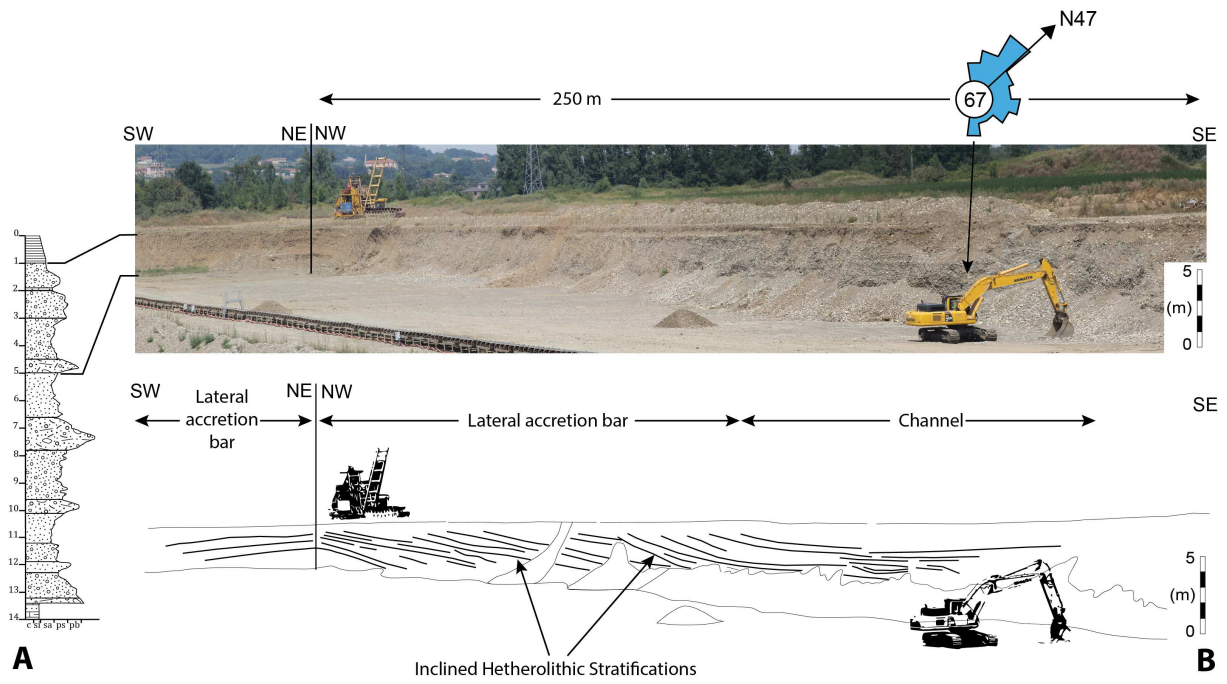 N47
67
250 m
SW
NE
NW
SE
0
1
2
3
4
5
6
7
8
9
10
11
12
13
14
c sl sa ps pb
5
(m)
0
KOMATSU
SW
NE
NW
SE
Lateral
accretion
bar
Lateral accretion bar
Channel
5
(m)
0
Inclined Hetherolithic Stratifications
A
B